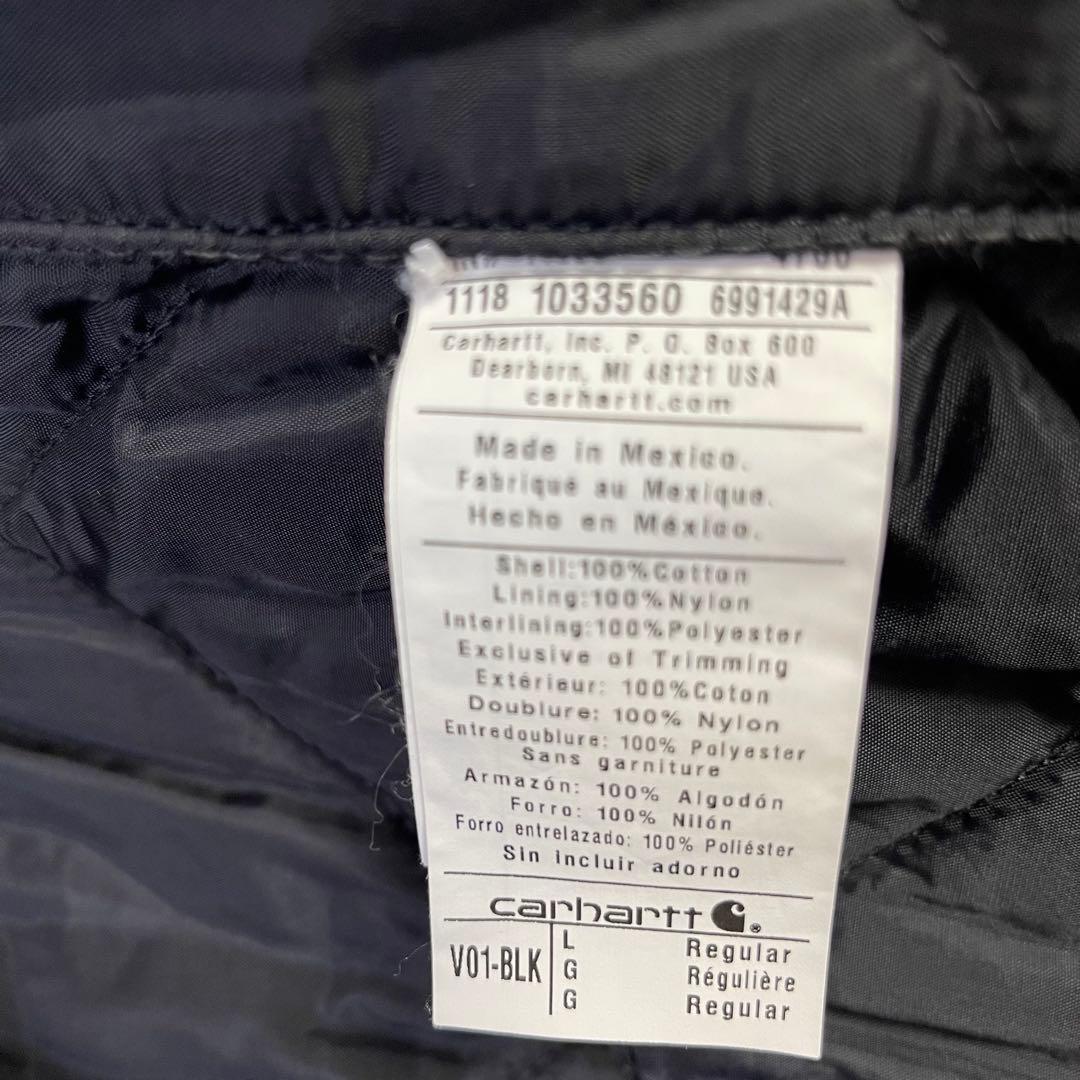 1118 1033560 6991429A
Carhartt, Inc. P. O. Box 600
Dearborn, MI 48121 USA
carhartt.com
Made in Mexico.
Fabriqué au Mexique.
Hecho en México.
Shell:100%Cotton
Lining:100%Nylon
Interlining:100%Polyester
Exclusive of Trimming
Extérieur: 100%Coton
Doublure: 100% Nylon
Entredoublure: 100% Polyester
Sans garniture
Armazón: 100% Algodón
Forro: 100% Nilón
Forro entrelazado: 100% Poliéster
Sin incluir adorno
carhartt ®
V01-BLK
L Regular
G Régulière
G Regular